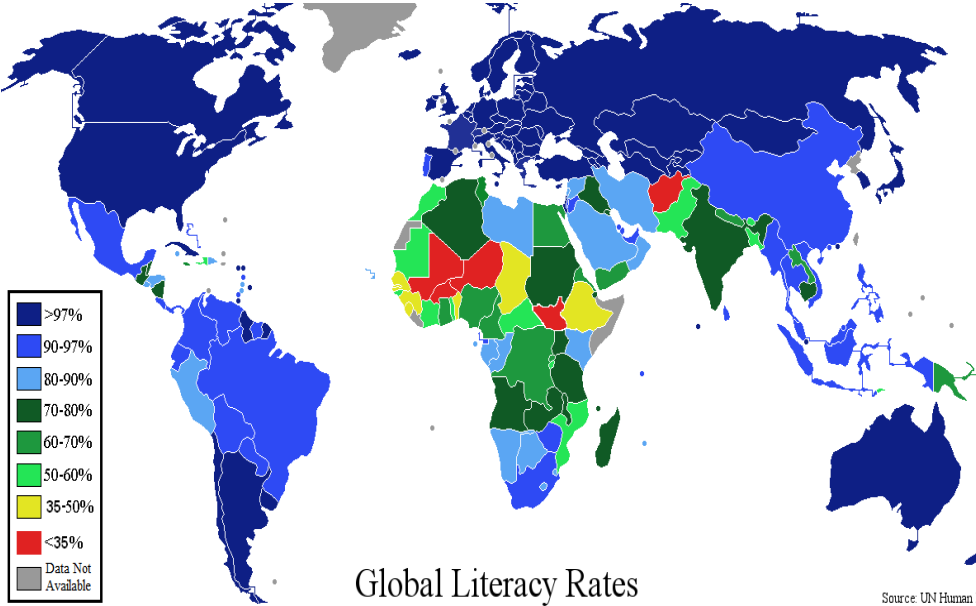 >97%
90-97%
80-90%
70-80%
60-70%
50-60%
35-50%
<35%
Data Not
Available
Global Literacy Rates
Source: UN Human